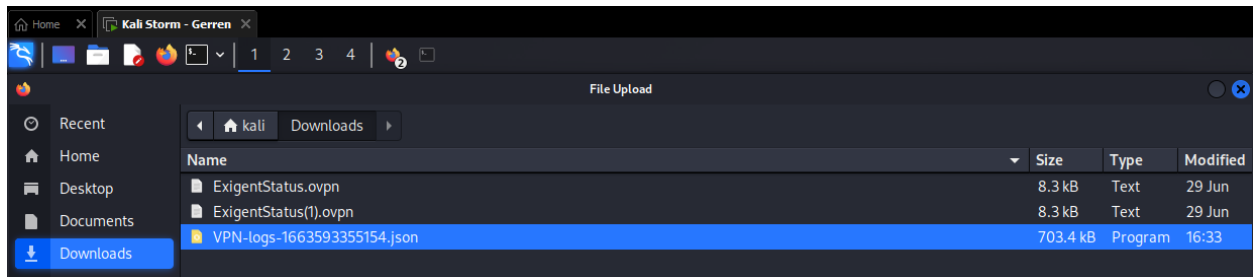 Home Kali Storm - Gerren
1 2 3 4 2
File Upload
Recent kali Downloads
Home Name Size Type Modified
Desktop ExigentStatus.ovpn 8.3 kB Text 29 Jun
Documents ExigentStatus(1).ovpn 8.3 kB Text 29 Jun
Downloads VPN-logs-1663593355154.json 703.4 kB Program 16:33